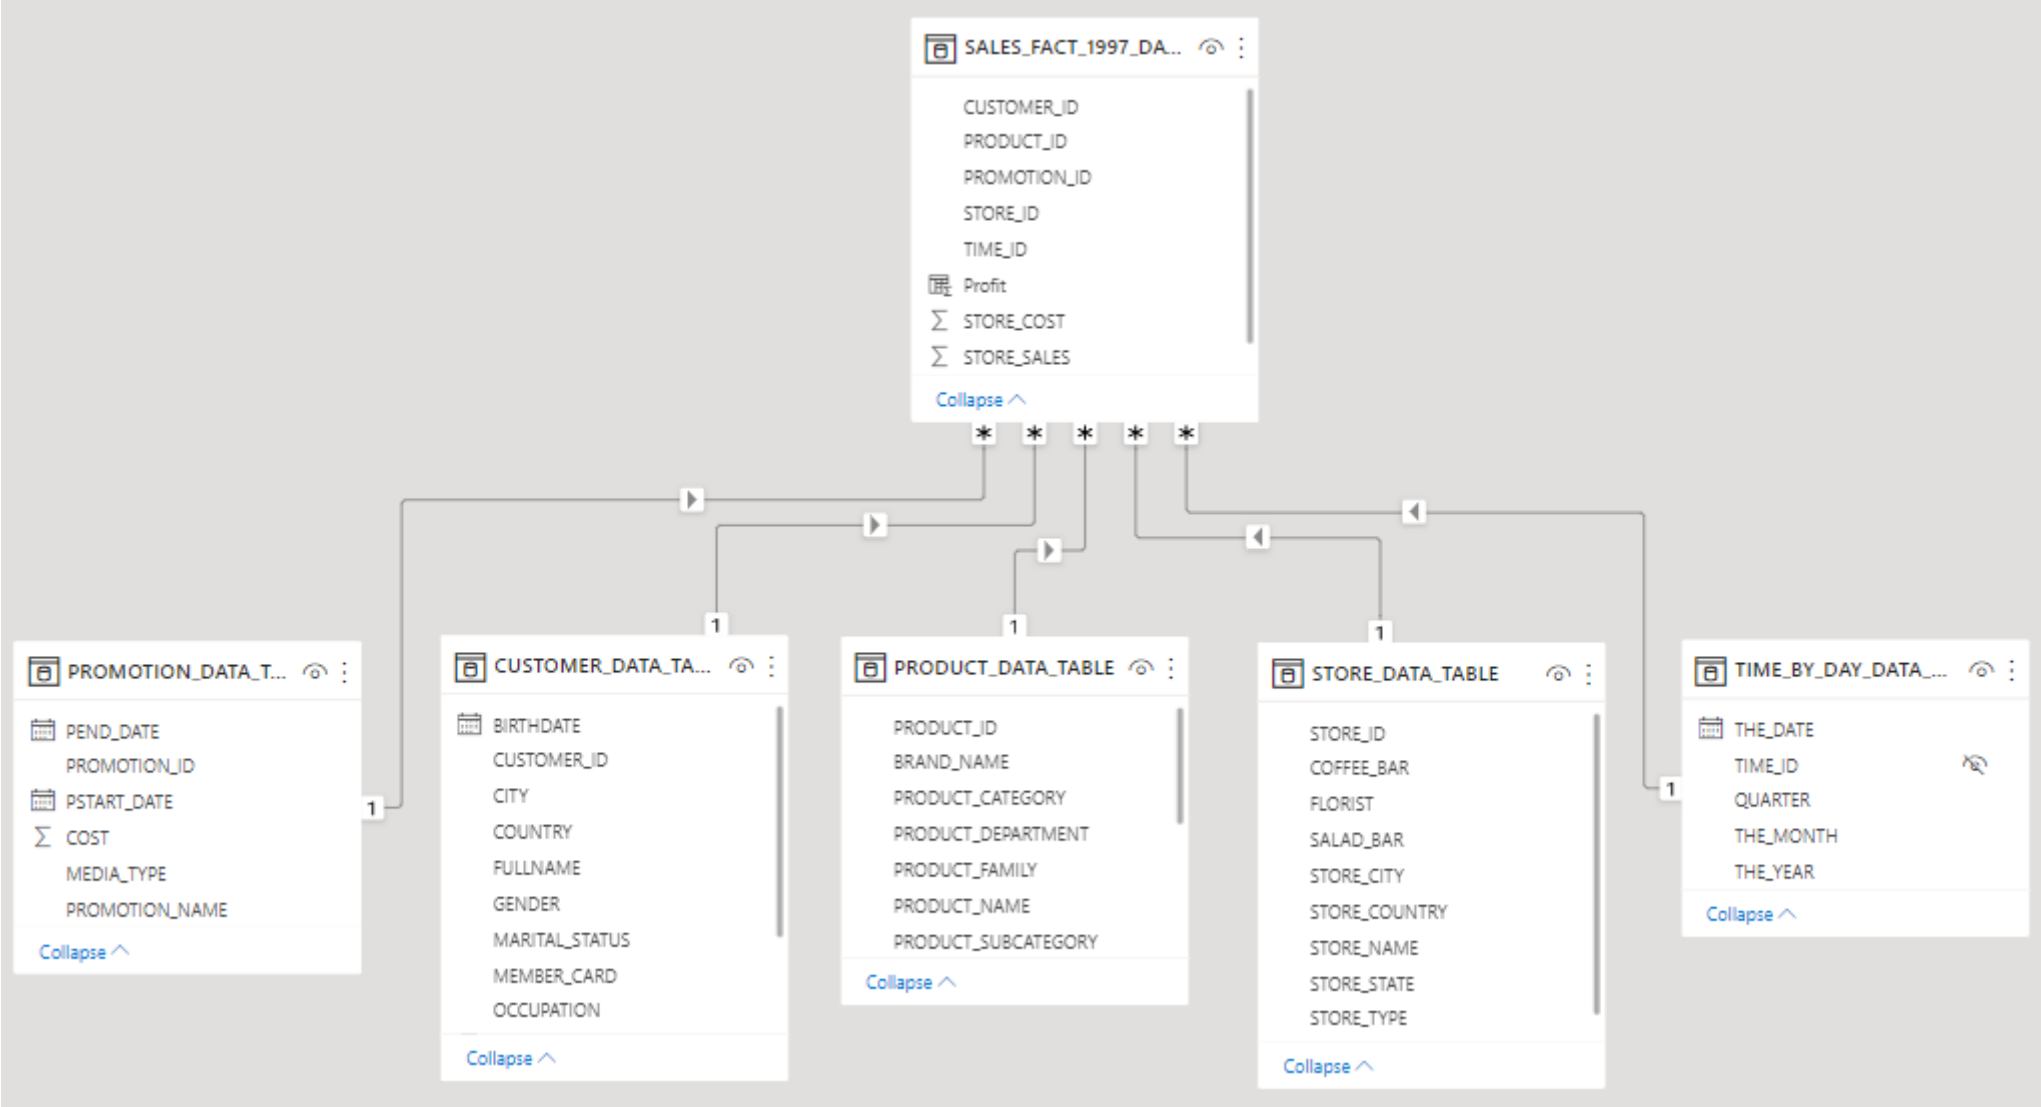 SALES_FACT_1997_DA...
CUSTOMER_ID
PRODUCT_ID
PROMOTION_ID
STORE_ID
TIME_ID
Profit
STORE_COST
STORE_SALES
Collapse
* * * * *
1
1
1
1
1
PROMOTION_DATA_T...
PEND_DATE
PROMOTION_ID
PSTART_DATE
COST
MEDIA_TYPE
PROMOTION_NAME
Collapse
CUSTOMER_DATA_TA...
BIRTHDATE
CUSTOMER_ID
CITY
COUNTRY
FULLNAME
GENDER
MARITAL_STATUS
MEMBER_CARD
OCCUPATION
Collapse
PRODUCT_DATA_TABLE
PRODUCT_ID
BRAND_NAME
PRODUCT_CATEGORY
PRODUCT_DEPARTMENT
PRODUCT_FAMILY
PRODUCT_NAME
PRODUCT_SUBCATEGORY
Collapse
STORE_DATA_TABLE
STORE_ID
COFFEE_BAR
FLORIST
SALAD_BAR
STORE_CITY
STORE_COUNTRY
STORE_NAME
STORE_STATE
STORE_TYPE
Collapse
TIME_BY_DAY_DATA_...
THE_DATE
TIME_ID
QUARTER
THE_MONTH
THE_YEAR
Collapse